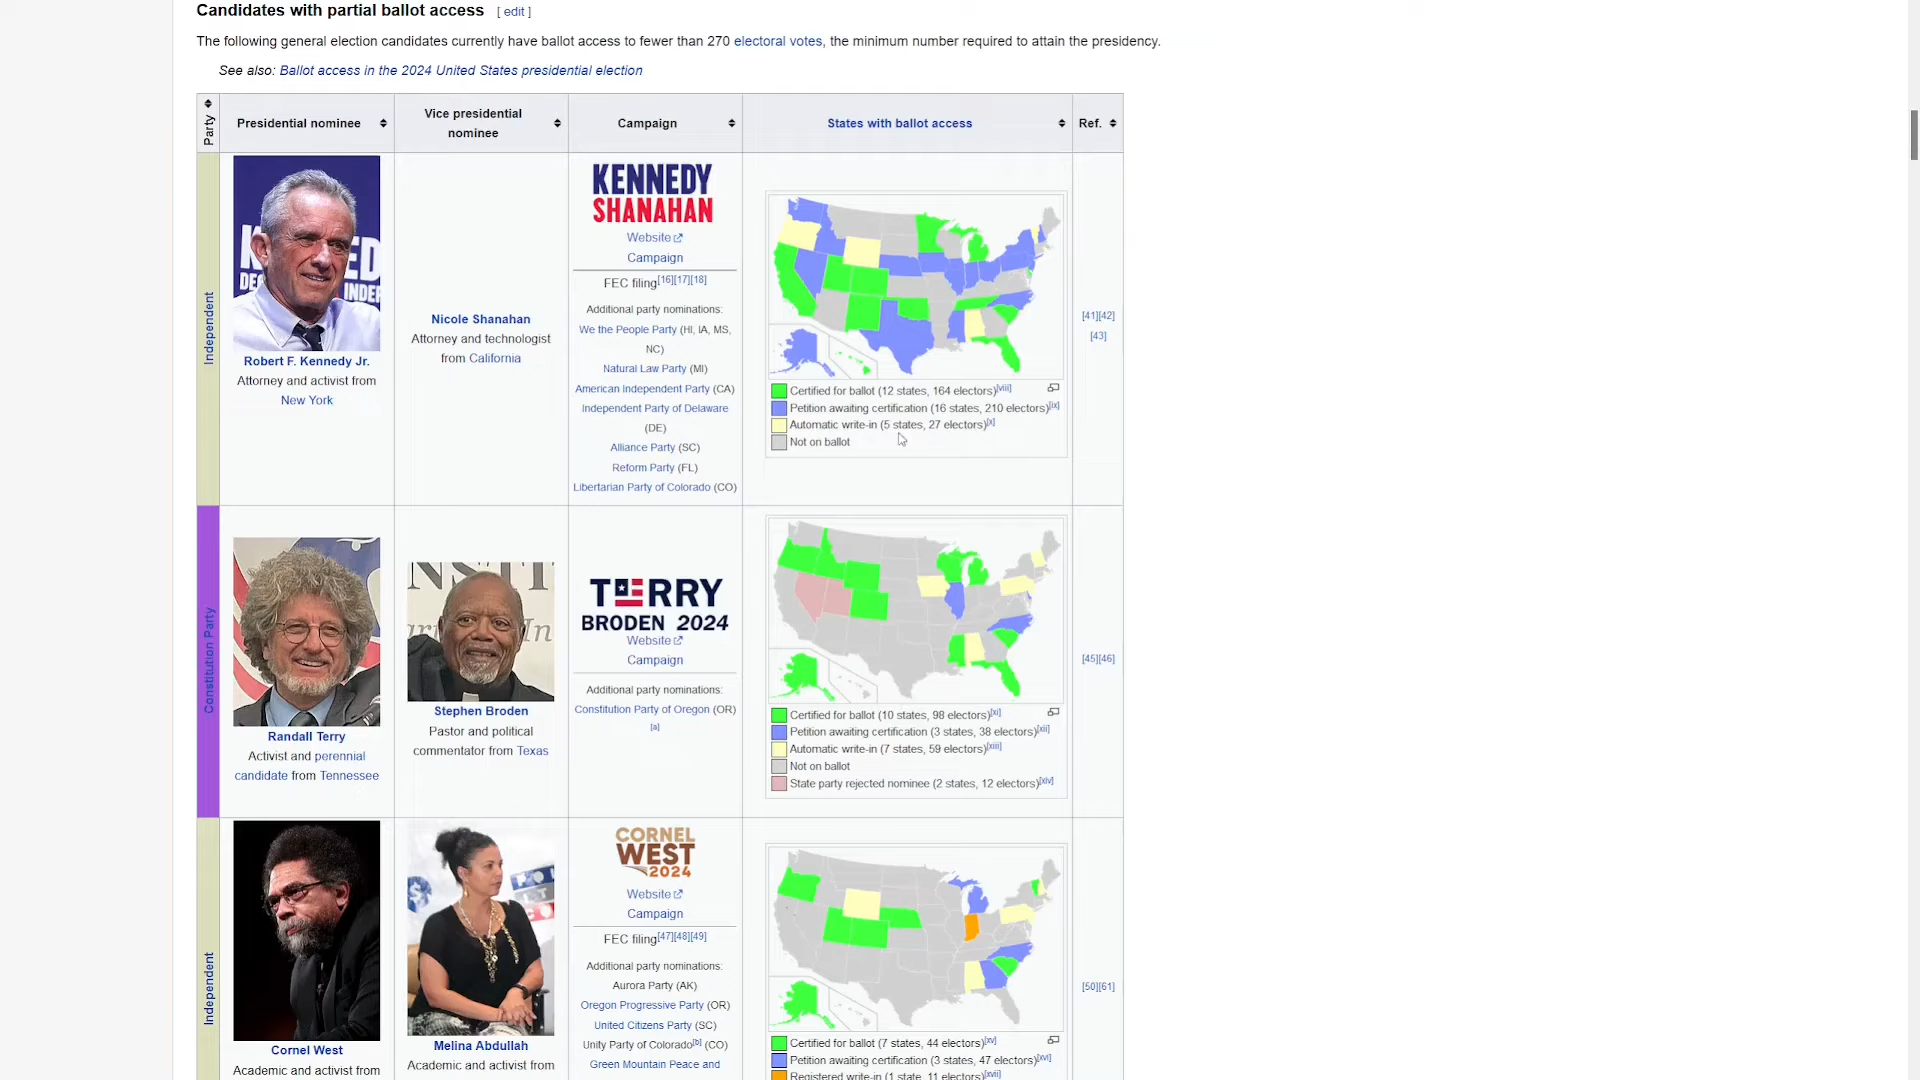 Candidates with partial ballot access [ edit ]
The following general election candidates currently have ballot access to fewer than 270 electoral votes, the minimum number required to attain the presidency.
See also: Ballot access in the 2024 United States presidential election
Party
Presidential nominee
Vice presidential
nominee
Campaign
States with ballot access
Ref.
Independent
Robert F. Kennedy Jr.
Attorney and activist from
New York
Nicole Shanahan
Attorney and technologist
from California
KENNEDY
SHANAHAN
Website
Campaign
FEC filing[16][17][18]
Additional party nominations:
We the People Party (HI, IA, MS,
NC)
Natural Law Party (MI)
American Independent Party (CA)
Independent Party of Delaware
(DE)
Alliance Party (SC)
Reform Party (FL)
Libertarian Party of Colorado (CO)
Certified for ballot (12 states, 164 electors)[viii]
Petition awaiting certification (16 states, 210 electors)[ix]
Automatic write-in (5 states, 27 electors)[x]
Not on ballot
[41][42]
[43]
Constitution Party
Randall Terry
Activist and perennial
candidate from Tennessee
Stephen Broden
Pastor and political
commentator from Texas
TERRY
BRODEN 2024
Website
Campaign
Additional party nominations:
Constitution Party of Oregon (OR)
[a]
Certified for ballot (10 states, 98 electors)[xi]
Petition awaiting certification (3 states, 38 electors)[xii]
Automatic write-in (7 states, 59 electors)[xiii]
Not on ballot
State party rejected nominee (2 states, 12 electors)[xiv]
[45][46]
Independent
Cornel West
Academic and activist from
Melina Abdullah
Academic and activist from
CORNEL
WEST
2024
Website
Campaign
FEC filing[47][48][49]
Additional party nominations:
Aurora Party (AK)
Oregon Progressive Party (OR)
United Citizens Party (SC)
Unity Party of Colorado[b] (CO)
Green Mountain Peace and
Certified for ballot (7 states, 44 electors)[xv]
Petition awaiting certification (3 states, 47 electors)[xvi]
Registered write-in (1 state, 11 electors)[xvii]
[50][61]